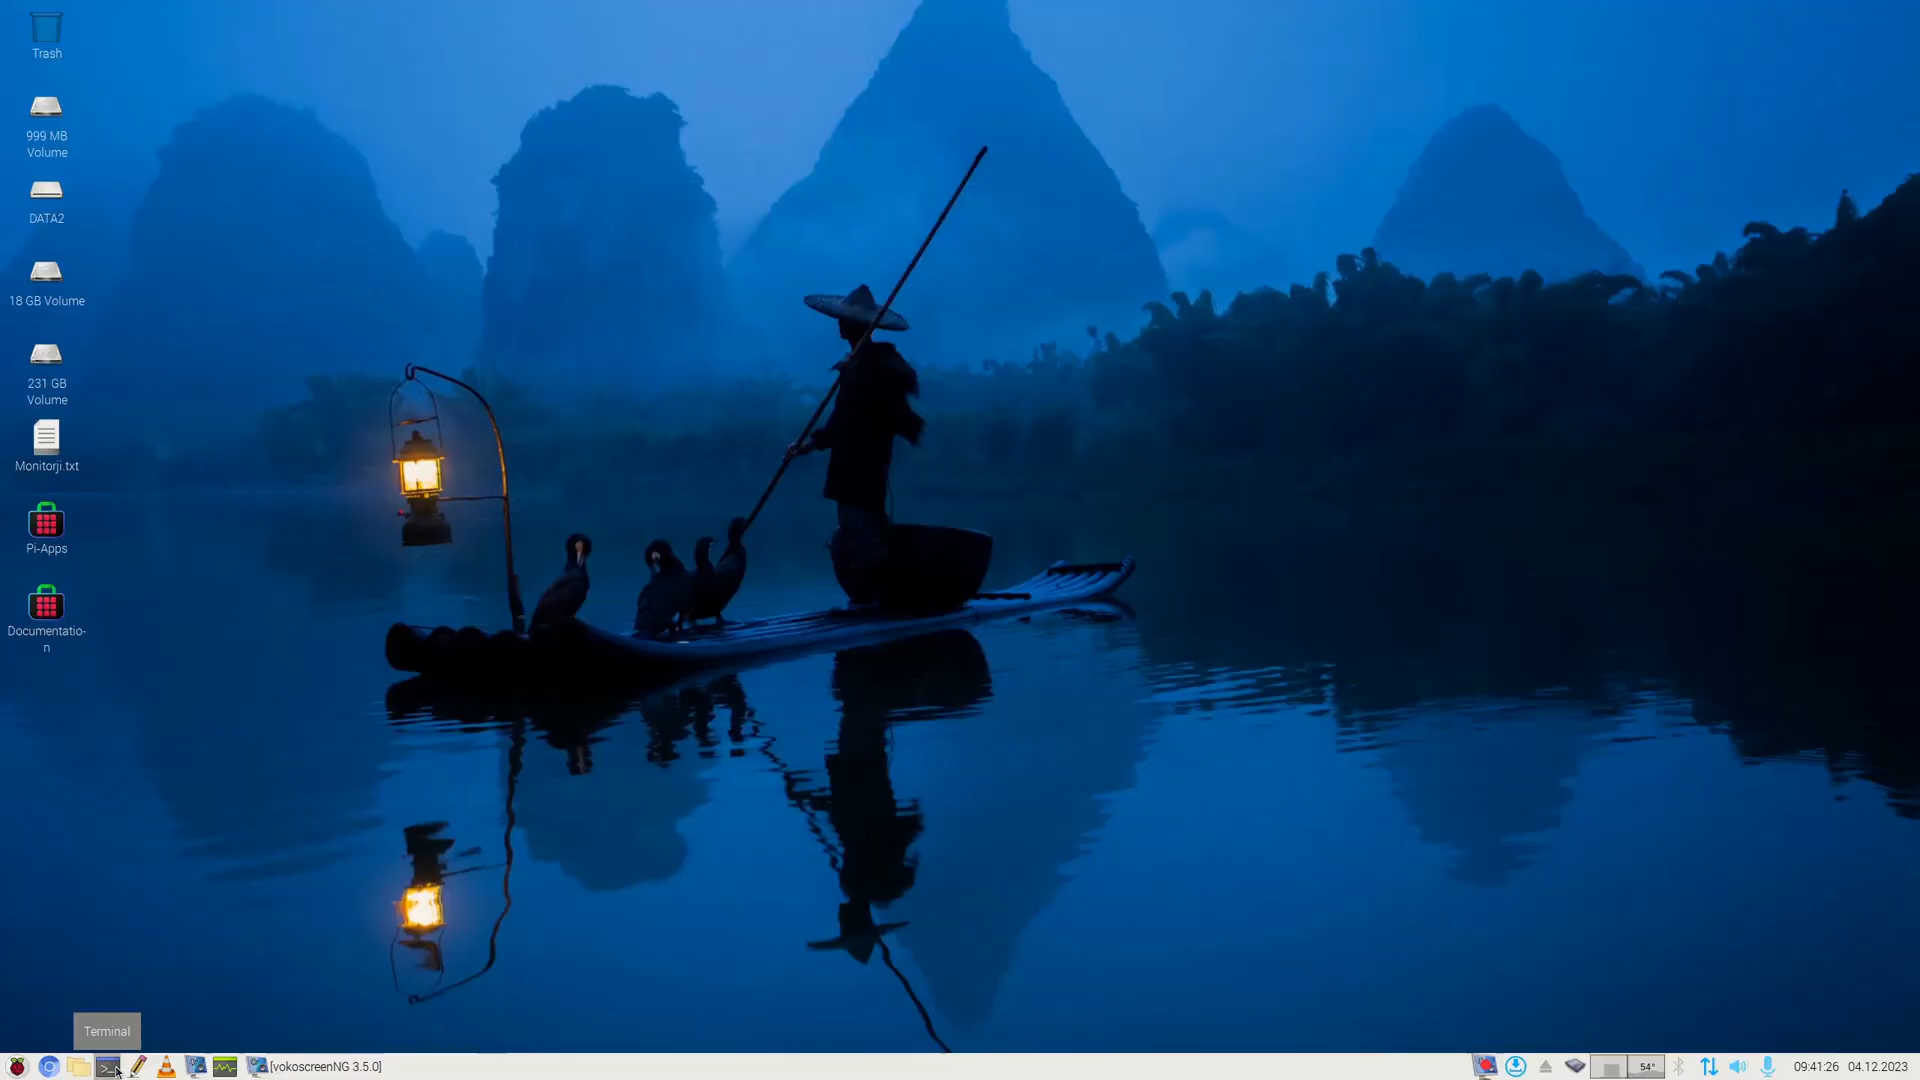 Trash
999 MB
Volume
DATA2
18 GB Volume
231 GB
Volume
Monitorji.txt
Pi-Apps
Documentatio-
n
Terminal
[vokoscreenNG 3.5.0]
54°
09:41:26
04.12.2023